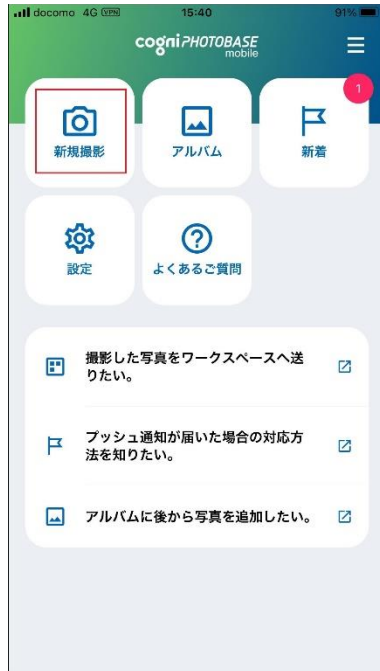 docomo 4G VPN 15:40 91%
cogni PHOTOBASE
mobile
1
新規撮影 アルバム 新着
設定 よくあるご質問
撮影した写真をワークスペースへ送
りたい。
プッシュ通知が届いた場合の対応方
法を知りたい。
アルバムに後から写真を追加したい。